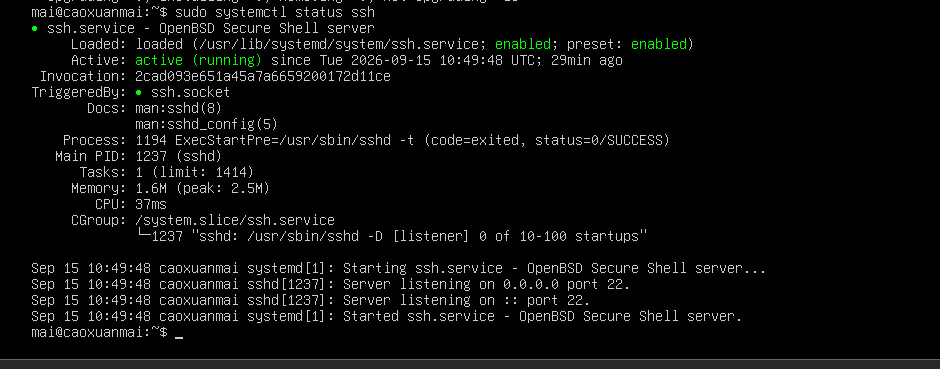 mai@caoxuanmai:~$ sudo systemctl status ssh
● ssh.service - OpenBSD Secure Shell server
     Loaded: loaded (/usr/lib/systemd/system/ssh.service; enabled; preset: enabled)
     Active: active (running) since Tue 2026-09-15 10:49:48 UTC; 29min ago
 Invocation: 2cad093e651a45a7a6659200172d11ce
TriggeredBy: ● ssh.socket
       Docs: man:sshd(8)
             man:sshd_config(5)
    Process: 1194 ExecStartPre=/usr/sbin/sshd -t (code=exited, status=0/SUCCESS)
   Main PID: 1237 (sshd)
      Tasks: 1 (limit: 1414)
     Memory: 1.6M (peak: 2.5M)
        CPU: 37ms
     CGroup: /system.slice/ssh.service
             └─1237 "sshd: /usr/sbin/sshd -D [listener] 0 of 10-100 startups"

Sep 15 10:49:48 caoxuanmai systemd[1]: Starting ssh.service - OpenBSD Secure Shell server...
Sep 15 10:49:48 caoxuanmai sshd[1237]: Server listening on 0.0.0.0 port 22.
Sep 15 10:49:48 caoxuanmai sshd[1237]: Server listening on :: port 22.
Sep 15 10:49:48 caoxuanmai systemd[1]: Started ssh.service - OpenBSD Secure Shell server.
mai@caoxuanmai:~$ _